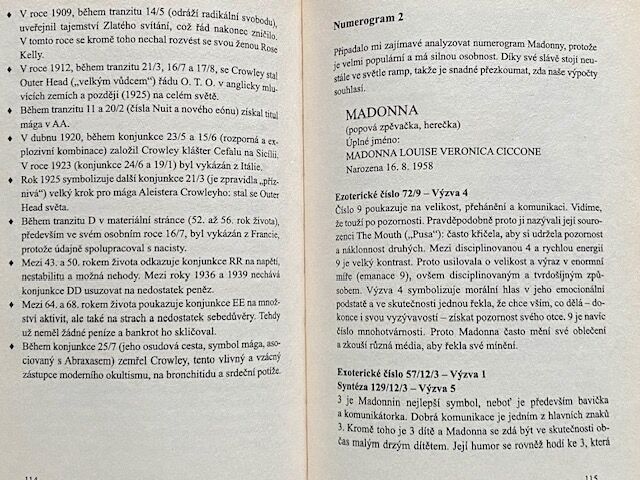 ♦ V roce 1909, během tranzitu 14/5 (odráží radikální svobodu),
uveřejnil tajemství Zlatého svítání, což řád nakonec zničilo.
V tomto roce se kromě toho nechal rozvést se svou ženou Rose
Kelly.
♦ V roce 1912, během tranzitu 21/3, 16/7 a 17/8, se Crowley stal
Outer Head („velkým vůdcem“) řádu O. T. O. v anglicky mlu-
vících zemích a později (1925) na celém světě.
♦ Během tranzitu 11 a 20/2 (čísla Nuit a nového eónu) získal titul
mága v AA.
♦ V dubnu 1920, během konjunkce 23/5 a 15/6 (rozporná a ex-
plozivní kombinace) založil Crowley klášter Cefalu na Sicílii.
V roce 1923 (konjunkce 24/6 a 19/1) byl vykázán z Itálie.
♦ Rok 1925 symbolizuje další konjunkci 21/3 (je zpravidla „příz-
nivá“) velký krok pro mága Aleistera Crowleyho: stal se Outer
Head světa.
♦ Během tranzitu D v materiální stránce (52. až 56. rok života),
především ve svém osobním roce 16/7, byl vykázán z Francie,
protože údajně spolupracoval s nacisty.
♦ Mezi 43. a 50. rokem života odkazuje konjunkce RR na napětí,
nestabilitu a možná nehody. Mezi roky 1936 a 1939 nechává
konjunkce DD usuzovat na nedostatek peněz.
♦ Mezi 64. a 68. rokem života poukazuje konjunkce EE na množ-
ství aktivit, ale také na strach a nedostatek sebedůvěry. Tehdy
už neměl žádné peníze a bankrot ho skličoval.
♦ Během konjunkce 25/7 (jeho osudová cesta, symbol mága, aso-
ciovaný s Abraxasem) zemřel Crowley, tento vlivný a vzácný
zástupce moderního okultismu, na bronchitidu a srdeční potíže.
114
Numerogram 2
Připadalo mi zajímavé analyzovat numerogram Madonny, protože
je velmi populární a má silnou osobnost. Díky své slávě stojí neu-
stále ve světle ramp, takže je snadné přezkoumat, zda naše výpočty
souhlasí.
MADONNA
(popová zpěvačka, herečka)
Úplné jméno:
MADONNA LOUISE VERONICA CICCONE
Narozena 16. 8. 1958
Ezoterické číslo 72/9 – Výzva 4
Číslo 9 poukazuje na velikost, přehánění a komunikaci. Vidíme,
že touží po pozornosti. Pravděpodobně proto ji nazývali její souro-
zenci The Mouth („Pusa“): často křičela, aby si udržela pozornost
a náklonnost druhých. Mezi disciplinovanou 4 a rychlou energií
9 je velký kontrast. Proto usilovala o velikost a výraz v enormní
míře (emanace 9), ovšem disciplinovaným a tvrdošíjným způ-
sobem. Výzva 4 symbolizuje morální hlas v jeho emocionální
podstatě a ve skutečnosti jednou řekla, že chce vším, co dělá – do-
konce i svou vyzývavostí – získat pozornost svého otce. 9 je navíc
číslo mnohotvárnosti. Proto Madonna často mění své oblečení
a zkouší různá média, aby řekla své mínění.
Ezoterické číslo 57/12/3 – Výzva 1
Syntéza 129/12/3 – Výzva 5
3 je Madonnin nejlepší symbol, neboť je především bavička
a komunikátorka. Dobrá komunikace je jedním z hlavních znaků
3. Kromě toho je 3 dítě a Madonna se zdá být ve skutečnosti ob-
čas malým drzým dítětem. Její humor se rovněž hodí ke 3, která
115